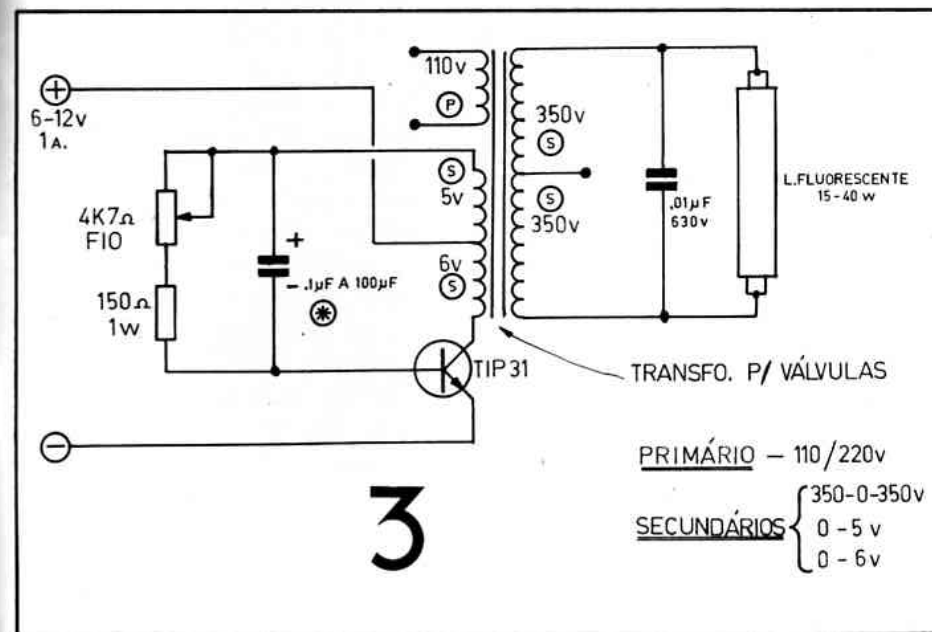 +
6-12v
1A.
4K7Ω
FIO
150Ω
1W
+
- .1µF A 100µF
*
110v
P
S
5v
6v
S
TIP 31
350v
S
S
350v
.01µF
630v
L.FLUORESCENTE
15-40 W
TRANSFO. P/ VÁLVULAS
-
3
PRIMÁRIO - 110/220v
SECUNDÁRIOS { 350-0-350v
0 - 5 v
0 - 6v